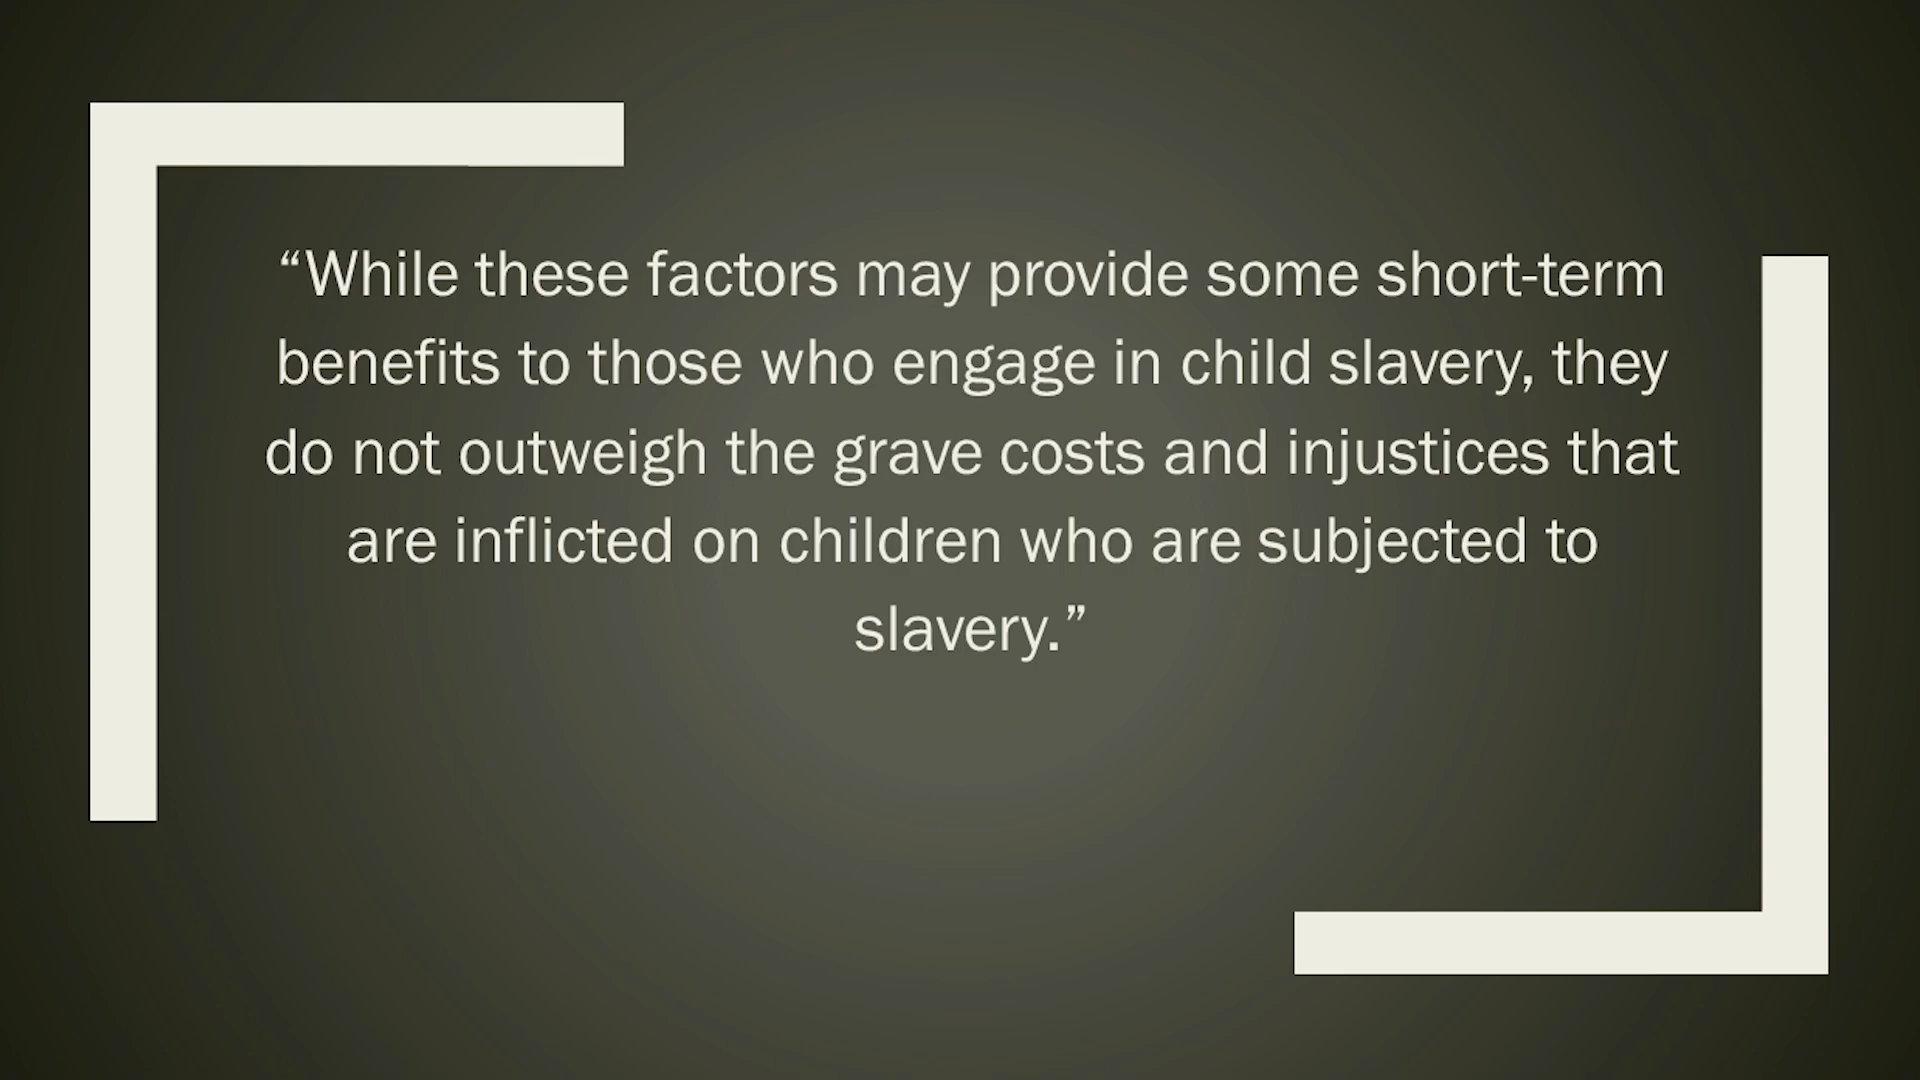 “While these factors may provide some short-term
benefits to those who engage in child slavery, they
do not outweigh the grave costs and injustices that
are inflicted on children who are subjected to
slavery.”